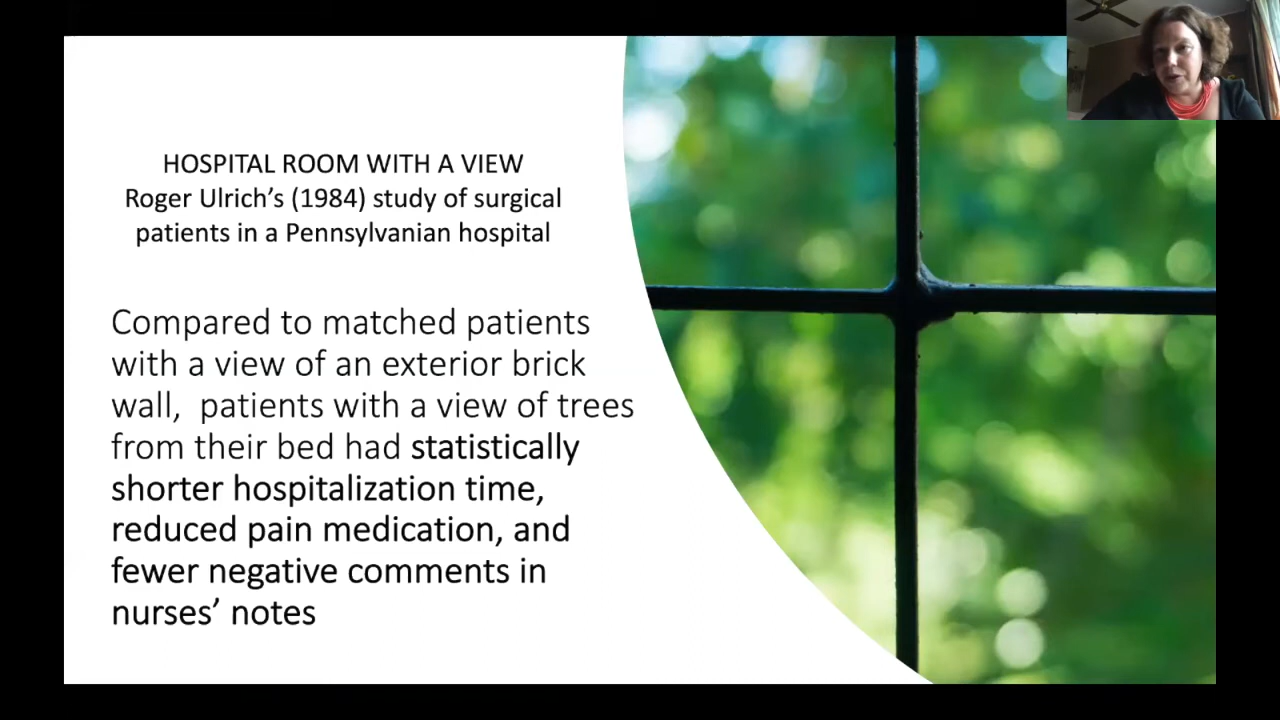 HOSPITAL ROOM WITH A VIEW
Roger Ulrich’s (1984) study of surgical
patients in a Pennsylvanian hospital
Compared to matched patients
with a view of an exterior brick
wall,  patients with a view of trees
from their bed had statistically
shorter hospitalization time,
reduced pain medication, and
fewer negative comments in
nurses’ notes